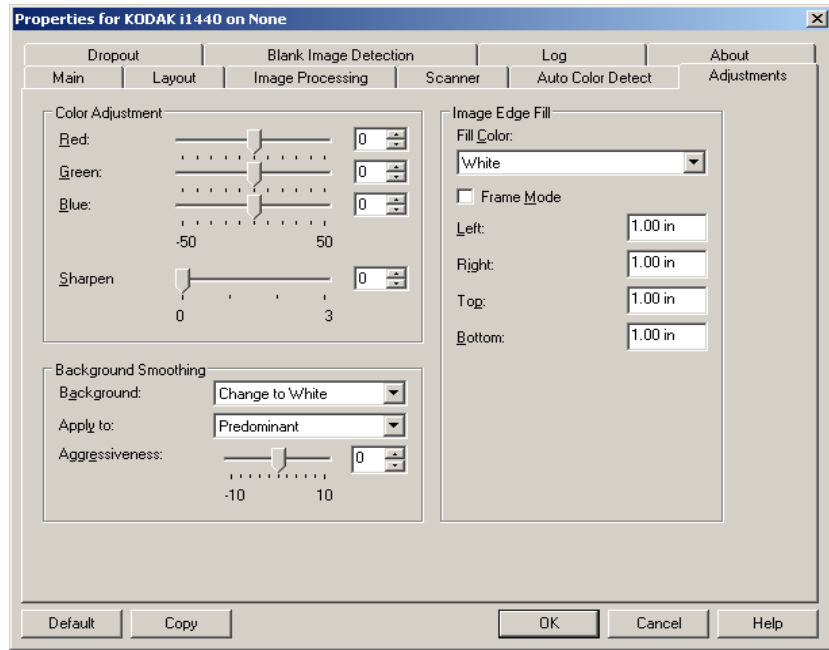 Properties for KODAK i1440 on None
Dropout Blank Image Detection Log About
Main Layout Image Processing Scanner Auto Color Detect Adjustments
Color Adjustment
Red: 0
Green: 0
Blue: 0
-50 50
Sharpen 0
0 3
Background Smoothing
Background: Change to White
Apply to: Predominant
Aggressiveness: 0
-10 10
Image Edge Fill
Fill Color:
White
Frame Mode
Left: 1.00 in
Right: 1.00 in
Top: 1.00 in
Bottom: 1.00 in
Default Copy OK Cancel Help